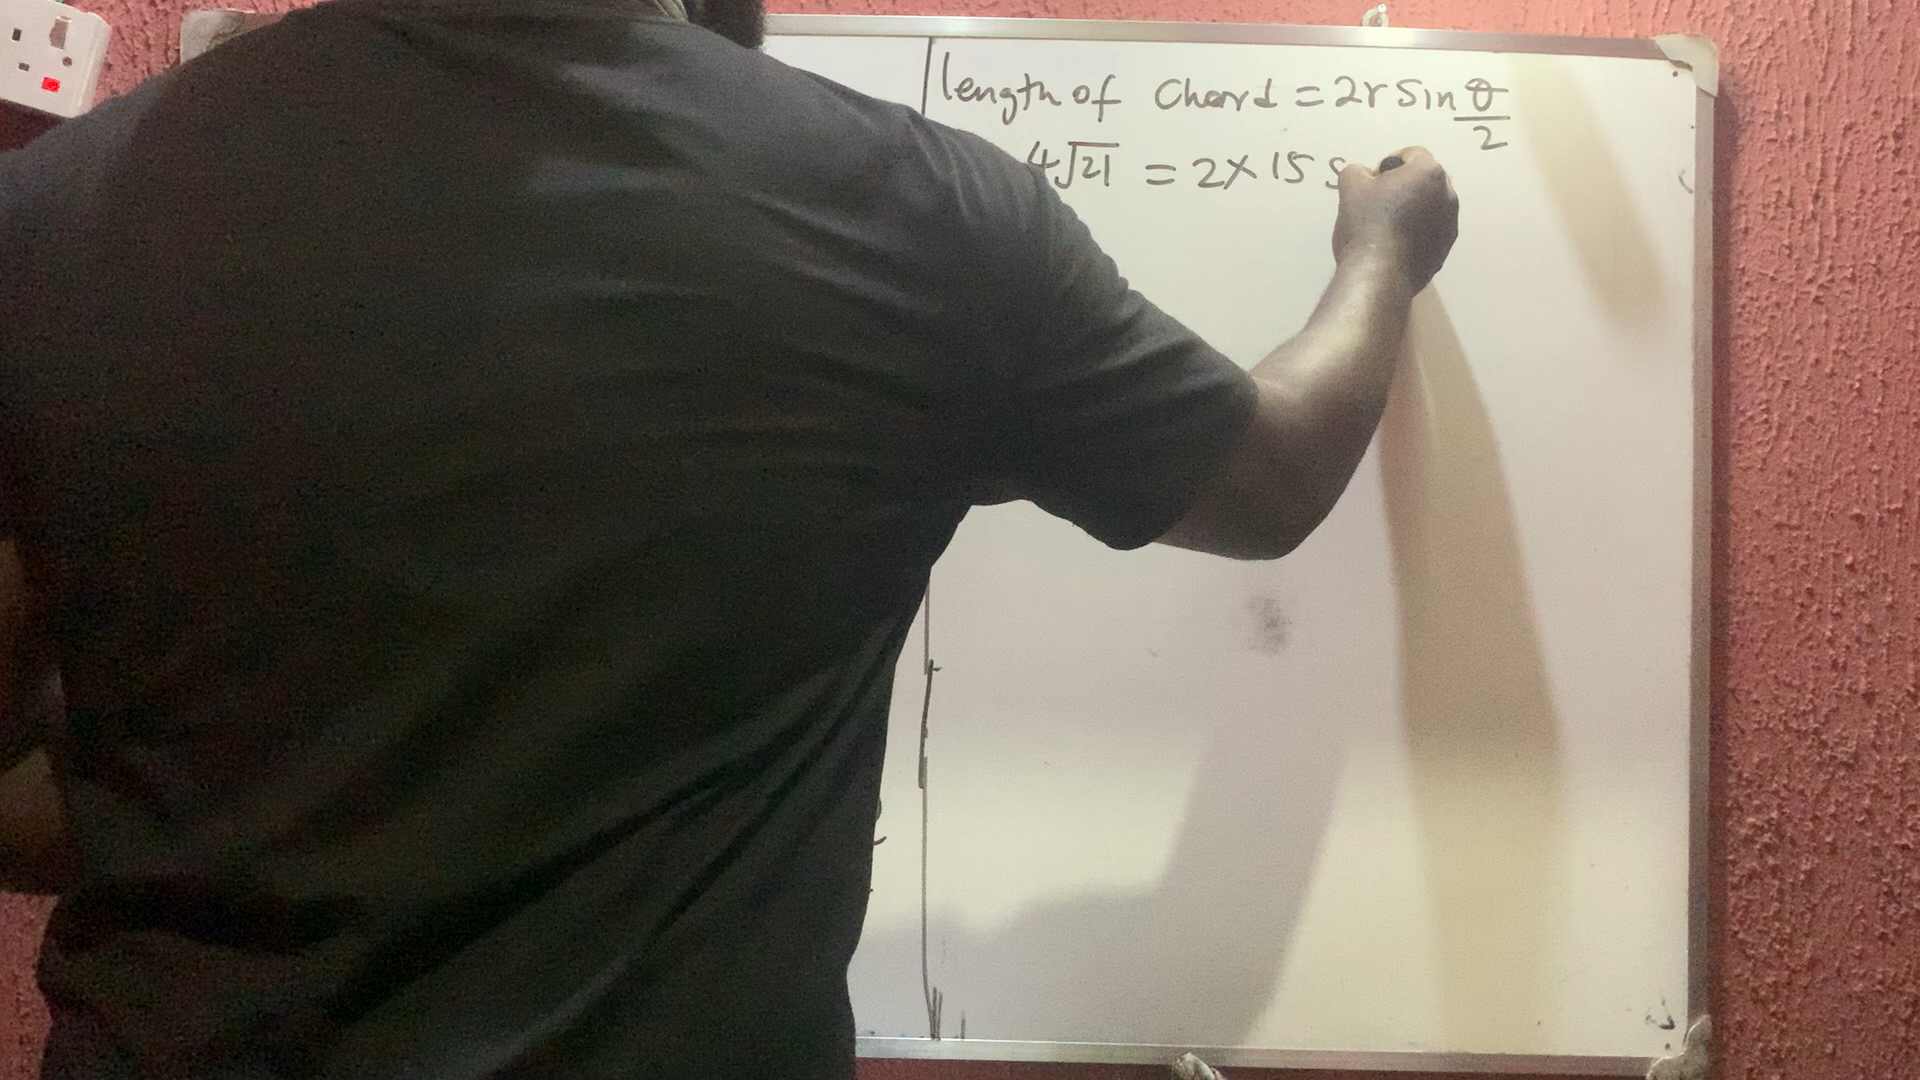 length of chord = 2r sin θ/2
4√21 = 2 × 15 s